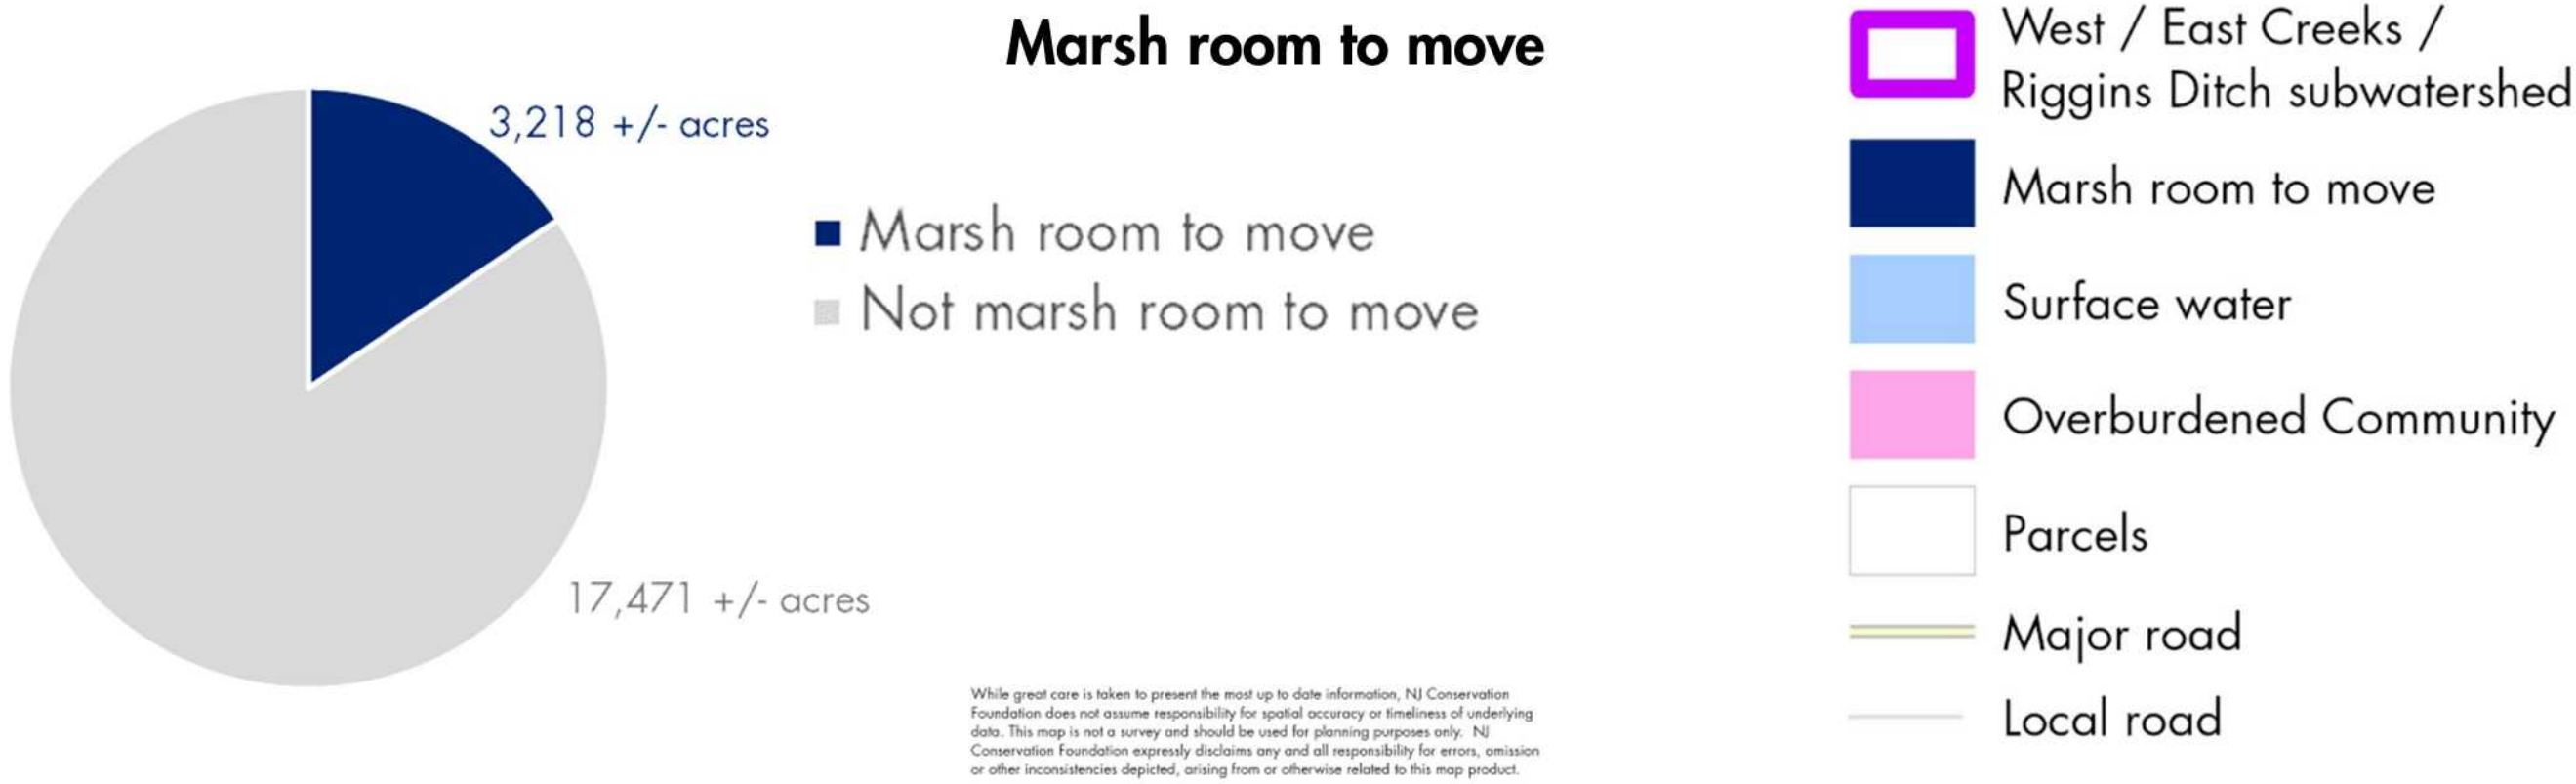 Marsh room to move
3,218 +/- acres
17,471 +/- acres
Marsh room to move
Not marsh room to move
While great care is taken to present the most up to date information, NJ Conservation
Foundation does not assume responsibility for spatial accuracy or timeliness of underlying
data. This map is not a survey and should be used for planning purposes only. NJ
Conservation Foundation expressly disclaims any and all responsibility for errors, omission
or other inconsistencies depicted, arising from or otherwise related to this map product.
West / East Creeks /
Riggins Ditch subwatershed
Marsh room to move
Surface water
Overburdened Community
Parcels
Major road
Local road